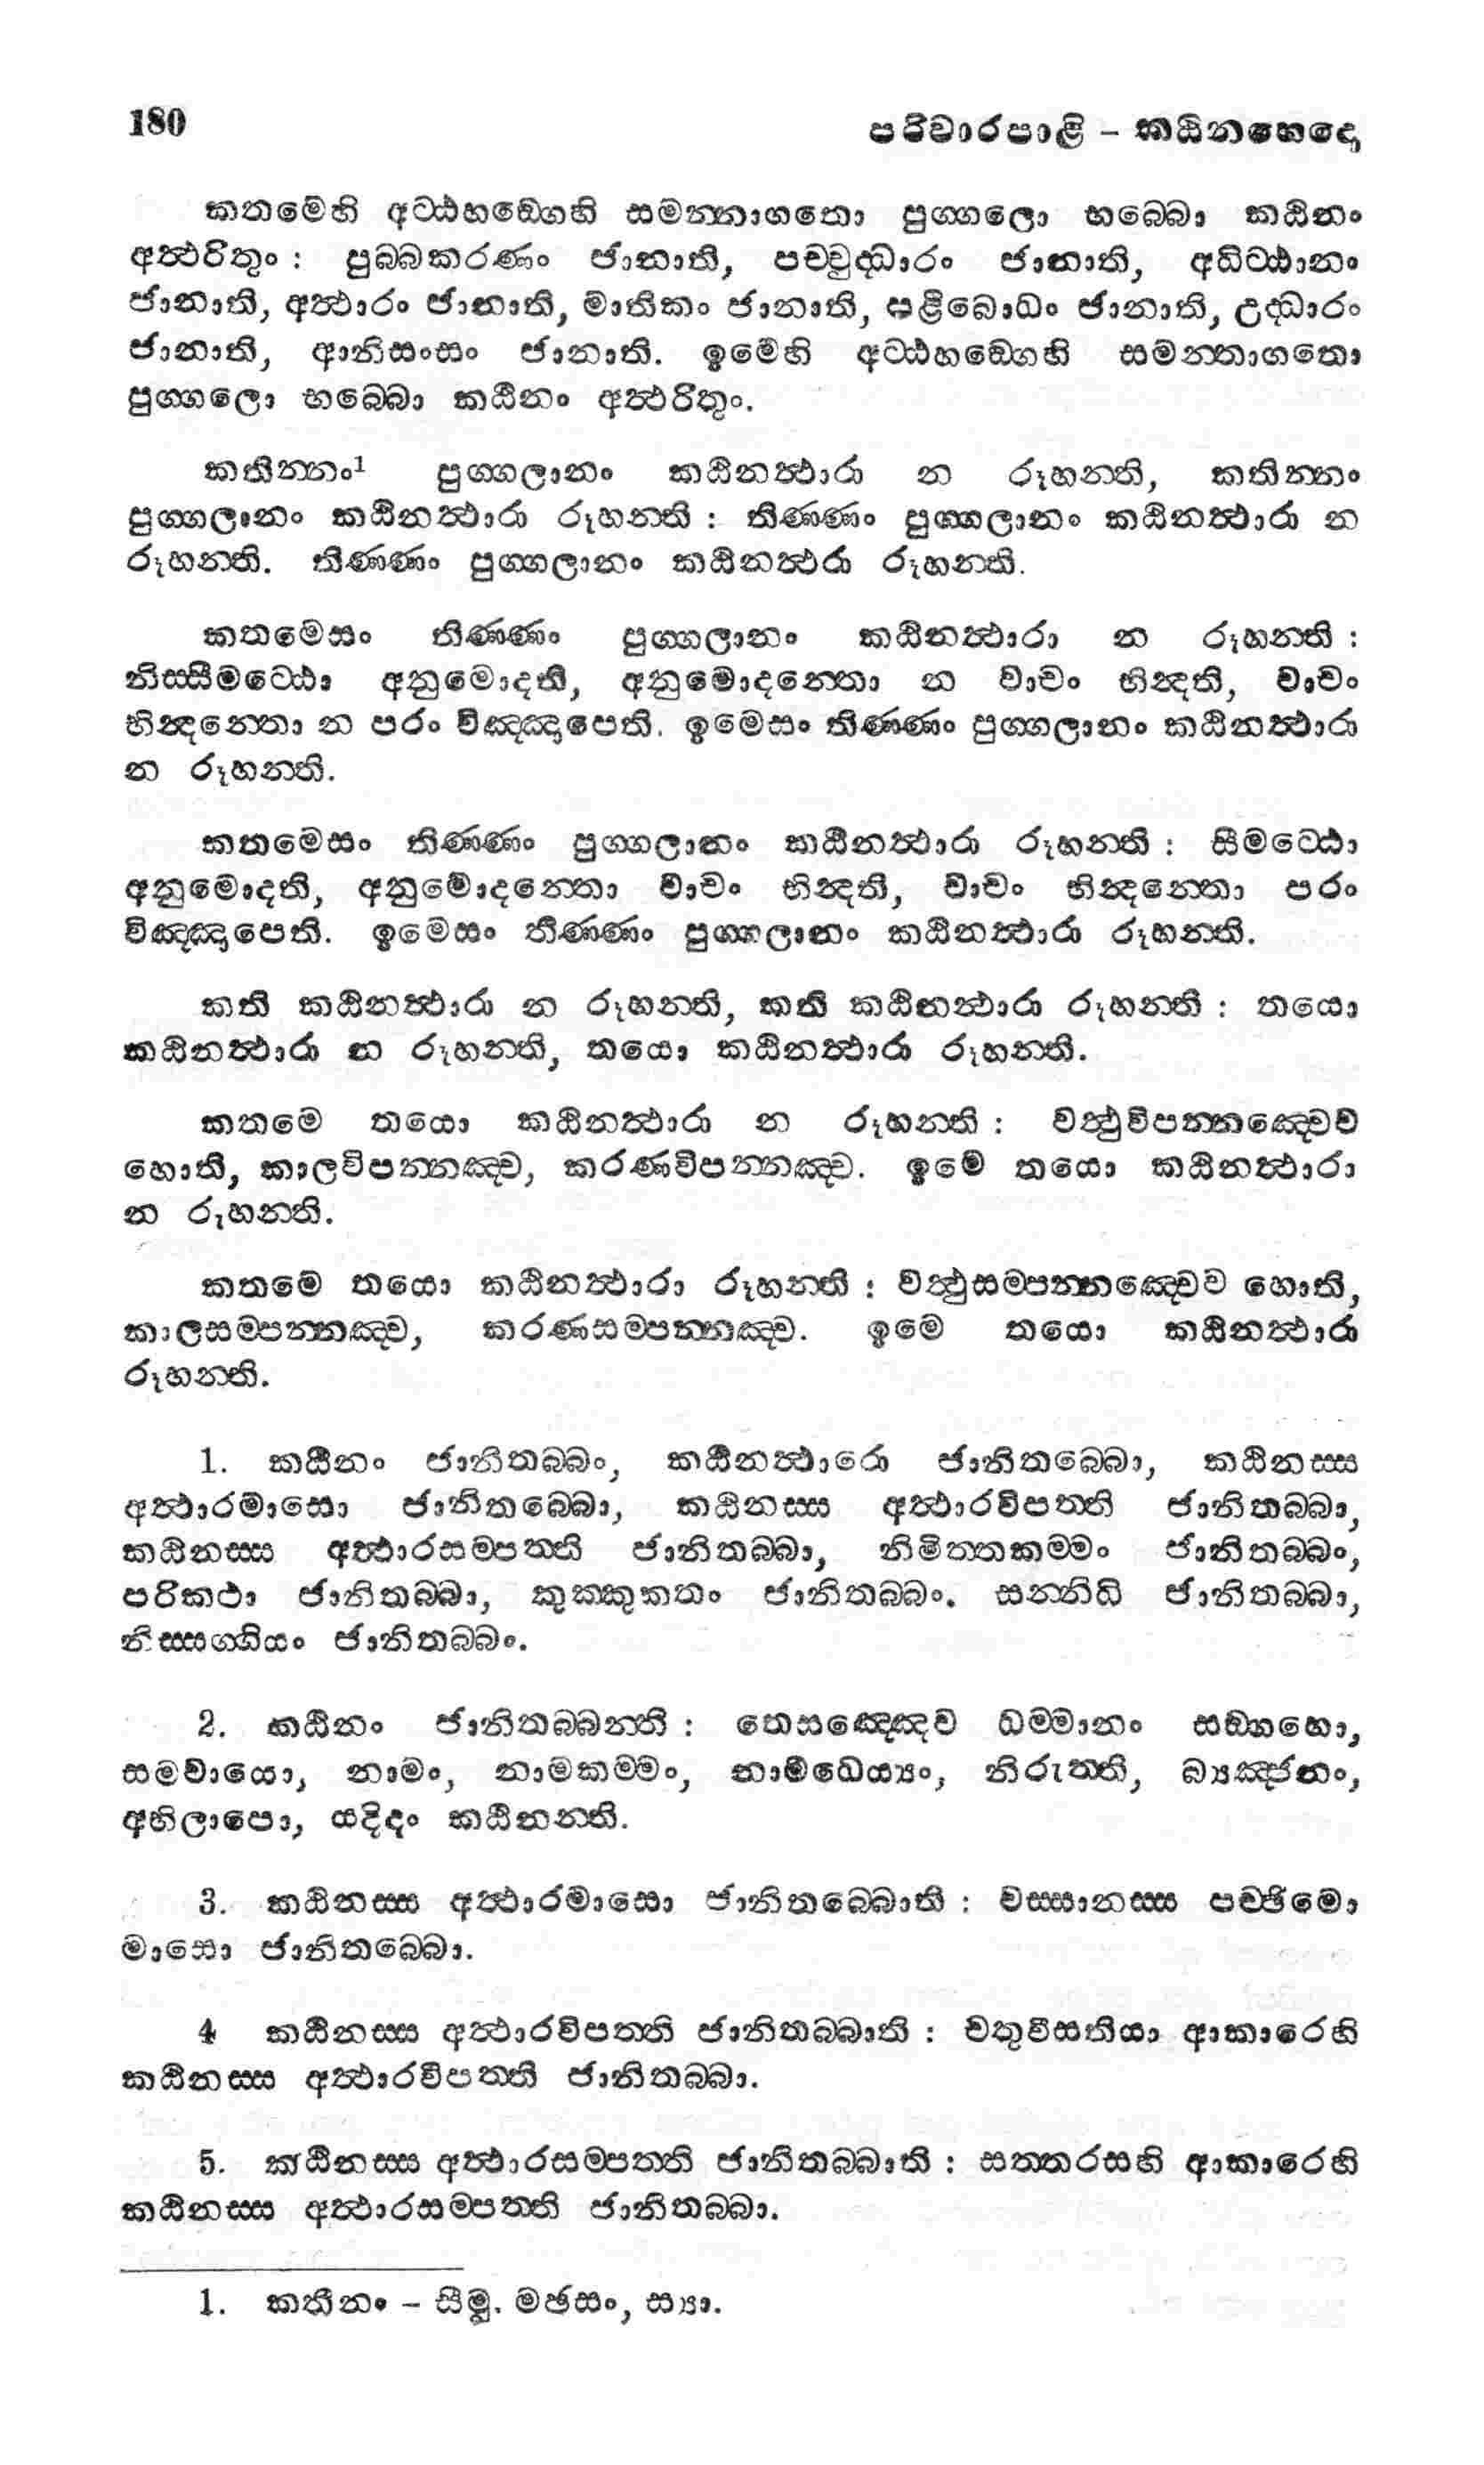 180
පරිවාරපාළි – කඨිනභෙදො
කතමෙහි අට්ඨහඞ්ගෙහි සමන්නාගතො පුග්ගලො භබ්බො කඨිනං
අත්ථරිතුං : පුබ්බකරණං ජානාති, පච්චුද්ධාරං ජානාති, අධිට්ඨානං
ජානාති, අත්ථාරං ජානාති, මාතිකං ජානාති, පළිබොධං ජානාති, උද්ධාරං
ජානාති, ආනිසංසං ජානාති. ඉමෙහි අට්ඨහඞ්ගෙහි සමන්නාගතො
පුග්ගලො භබ්බො කඨිනං අත්ථරිතුං.
කතින්නං1 පුග්ගලානං කඨිනත්ථාරා න රූහන්ති, කතින්නං
පුග්ගලානං කඨිනත්ථාරා රූහන්ති : තිණ්ණං පුග්ගලානං කඨිනත්ථාරා න
රූහන්ති. තිණ්ණං පුග්ගලානං කඨිනත්ථරා රූහන්ති.
කතමෙසං තිණ්ණං පුග්ගලානං කඨිනත්ථාරා න රූහන්ති :
නිස්සීමට්ඨො අනුමොදති, අනුමොදන්තො න වාචං භින්දති, වාචං
භින්දන්තො න පරං විඤ්ඤාපෙති. ඉමෙසං තිණ්ණං පුග්ගලානං කඨිනත්ථාරා
න රූහන්ති.
කතමෙසං තිණ්ණං පුග්ගලානං කඨිනත්ථාරා රූහන්ති : සීමට්ඨො
අනුමොදති, අනුමොදන්තො වාචං භින්දති, වාචං භින්දන්තො පරං
විඤ්ඤාපෙති. ඉමෙසං තිණ්ණං පුග්ගලානං කඨිනත්ථාරා රූහන්ති.
කති කඨිනත්ථාරා න රූහන්ති, කති කඨිනත්ථාරා රූහන්ති : තයො
කඨිනත්ථාරා න රූහන්ති, තයො කඨිනත්ථාරා රූහන්ති.
කතමෙ තයො කඨිනත්ථාරා න රූහන්ති : වත්ථුවිපන්නඤ්චෙව
හොති, කාලවිපන්නඤ්ච, කරණවිපන්නඤ්ච. ඉමෙ තයො කඨිනත්ථාරා
න රූහන්ති.
කතමෙ තයො කඨිනත්ථාරා රූහන්ති : වත්ථුසම්පන්නඤ්චෙව හොති,
කාලසම්පන්නඤ්ච, කරණසම්පන්නඤ්ච. ඉමෙ තයො කඨිනත්ථාරා
රූහන්ති.
1. කඨිනං ජානිතබ්බං, කඨිනත්ථාරො ජානිතබ්බො, කඨිනස්ස
අත්ථාරමාසො ජානිතබ්බො, කඨිනස්ස අත්ථාරවිපත්ති ජානිතබ්බා,
කඨිනස්ස අත්ථාරසම්පත්ති ජානිතබ්බා, නිමිත්තකම්මං ජානිතබ්බං,
පරිකථා ජානිතබ්බා, කුක්කුකතං ජානිතබ්බං. සන්නිධි ජානිතබ්බා,
නිස්සග්ගියං ජානිතබ්බං.
2. කඨිනං ජානිතබ්බන්ති : තෙසඤ්ඤෙව ධම්මානං සඞ්ගහො,
සමවායො, නාමං, නාමකම්මං, නාමධෙය්‍යං, නිරුත්ති, බ්‍යඤ්ජනං,
අභිලාපො, යදිදං කඨිනන්ති.
3. කඨිනස්ස අත්ථාරමාසො ජානිතබ්බොති : වස්සානස්ස පච්ඡිමො
මාසො ජානිතබ්බො.
4 කඨිනස්ස අත්ථාරවිපත්ති ජානිතබ්බාති : චතුවීසතියා ආකාරෙහි
කඨිනස්ස අත්ථාරවිපත්ති ජානිතබ්බා.
5. කඨිනස්ස අත්ථාරසම්පත්ති ජානිතබ්බාති : සත්තරසහි ආකාරෙහි
කඨිනස්ස අත්ථාරසම්පත්ති ජානිතබ්බා.
1. කතීනං – සීමු. මඡසං, ස්‍යා.